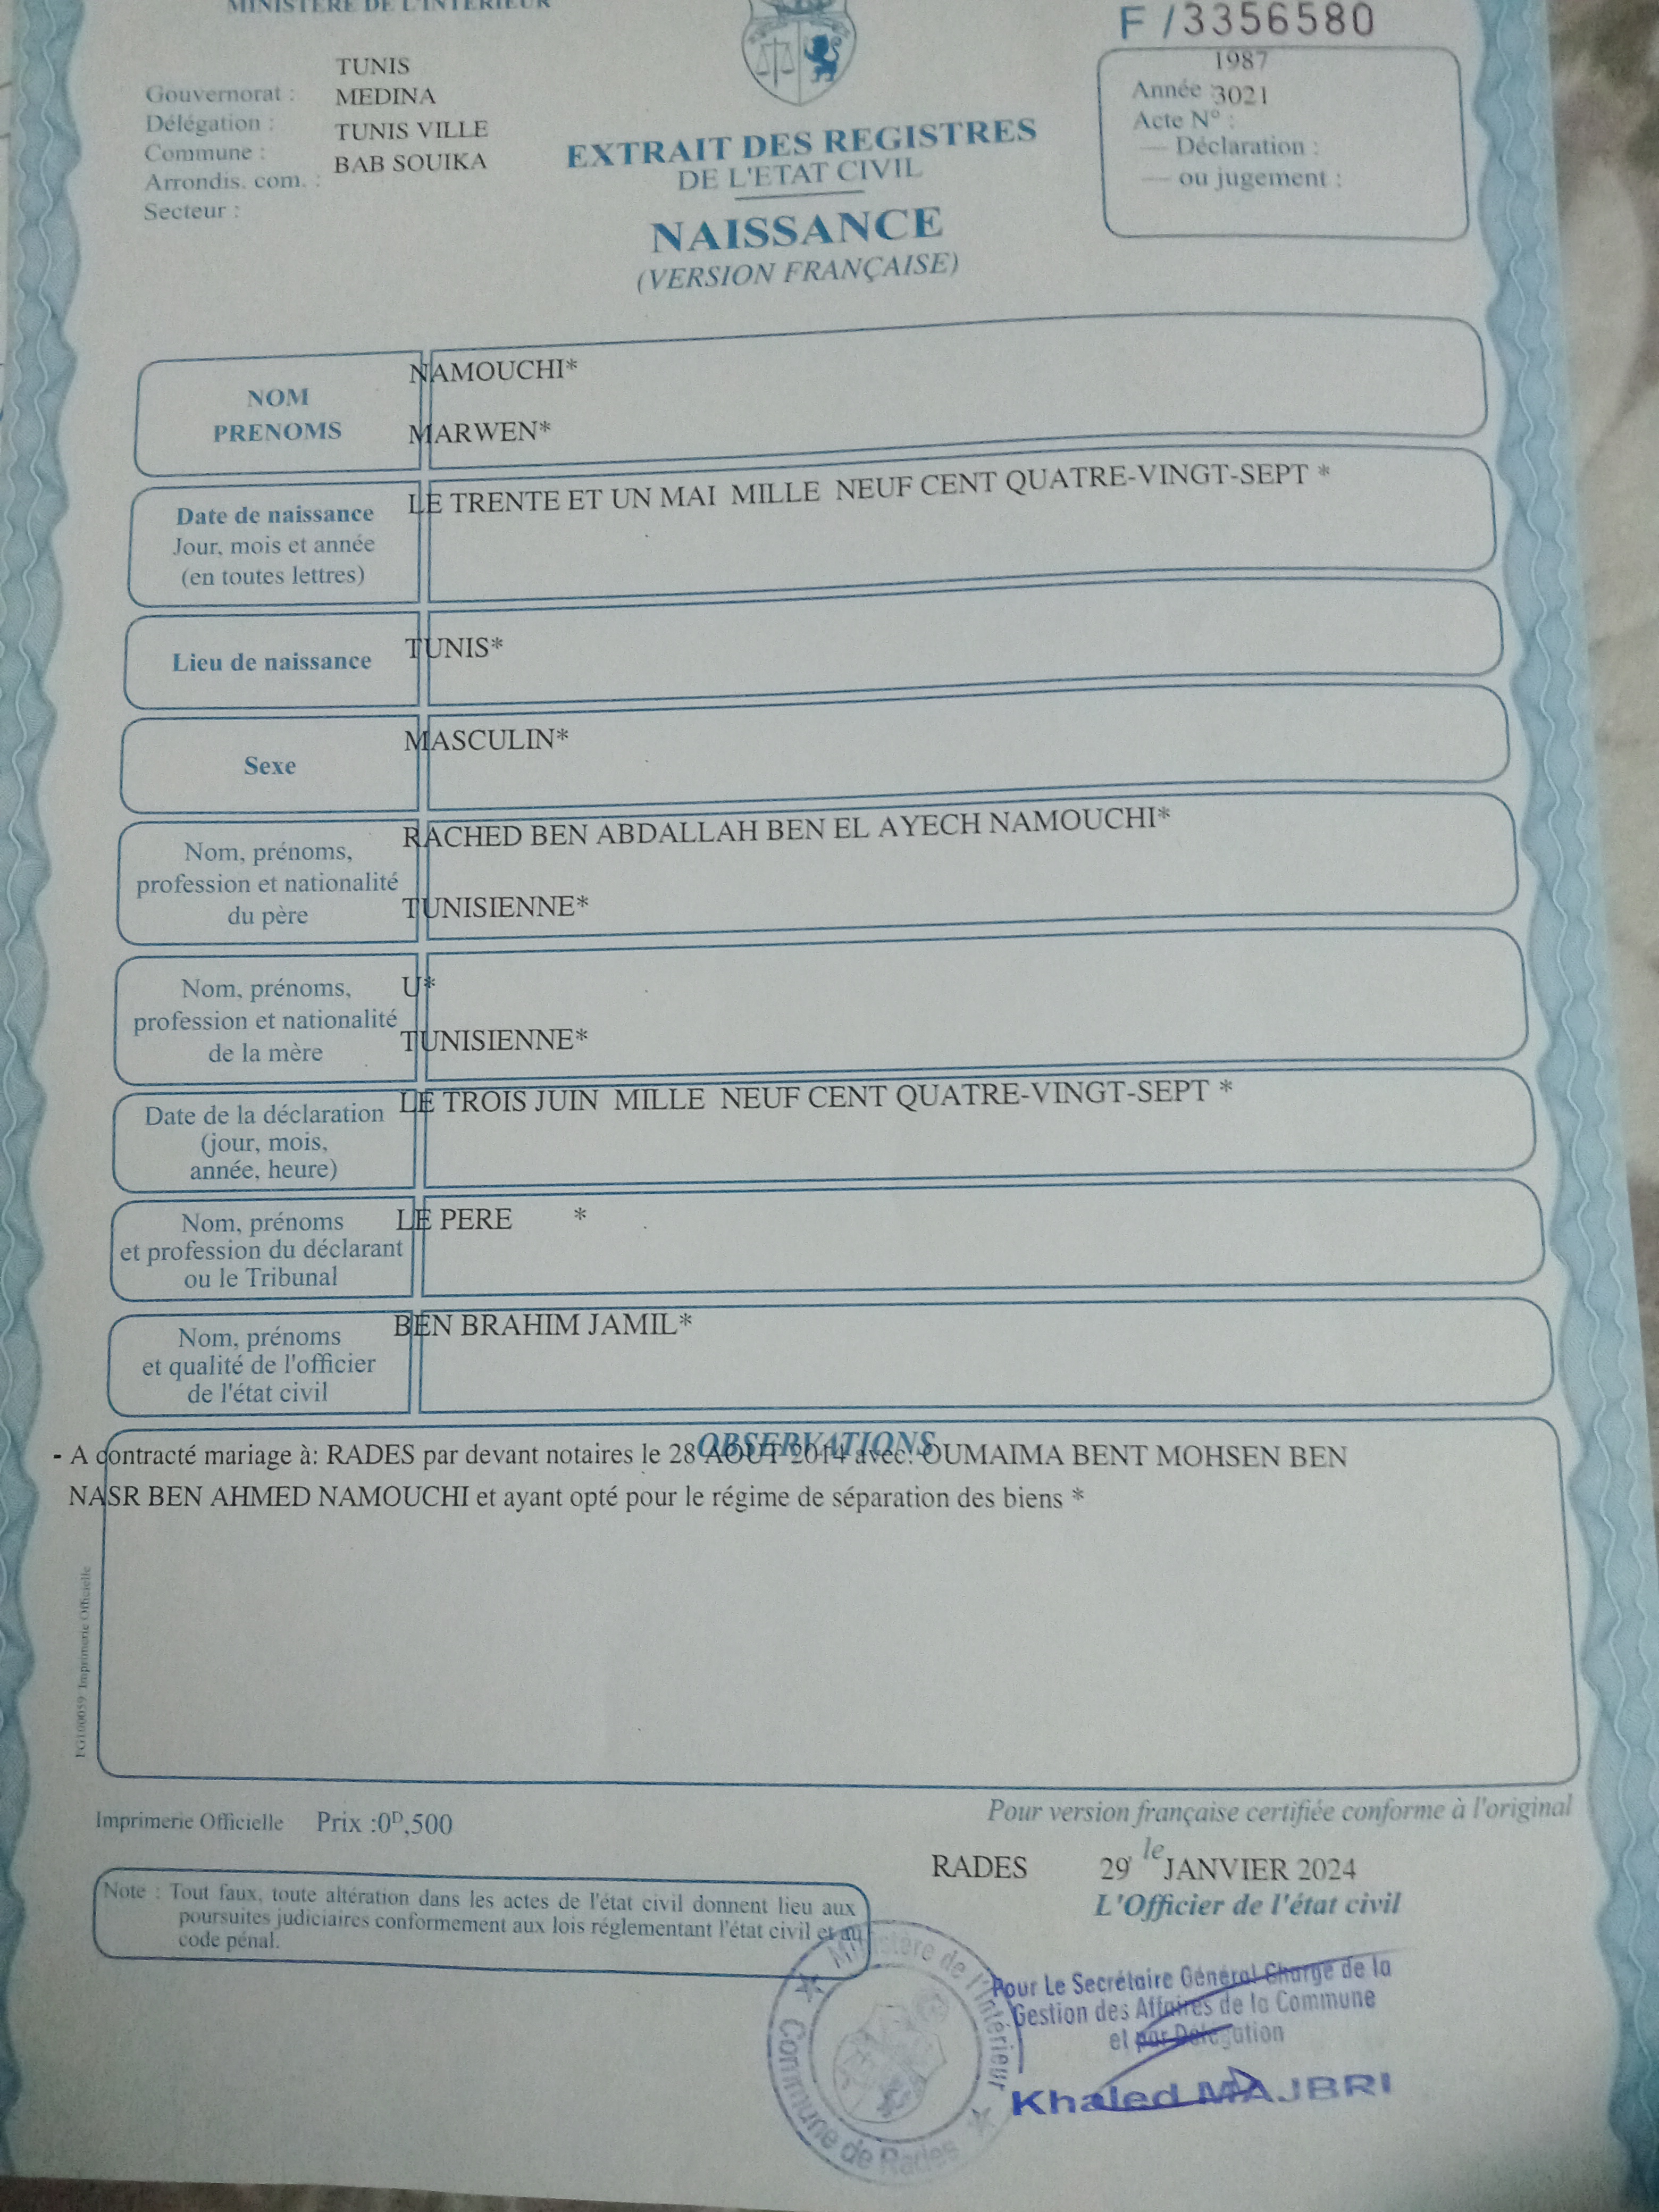 MINISTERE DE L'INTERIEUR
F / 3356580
TUNIS
Gouvernorat :
MEDINA
Délégation :
TUNIS VILLE
Commune :
BAB SOUIKA
Arrondis. com. :
Secteur :
1987
Année :
3021
Acte N° :
— Déclaration :
— ou jugement :
EXTRAIT DES REGISTRES
DE L'ETAT CIVIL
NAISSANCE
(VERSION FRANÇAISE)
NOM
PRENOMS
NAMOUCHI*
MARWEN*
Date de naissance
Jour, mois et année
(en toutes lettres)
LE TRENTE ET UN MAI MILLE NEUF CENT QUATRE-VINGT-SEPT *
Lieu de naissance
TUNIS*
Sexe
MASCULIN*
Nom, prénoms,
profession et nationalité
du père
RACHED BEN ABDALLAH BEN EL AYECH NAMOUCHI*
TUNISIENNE*
Nom, prénoms,
profession et nationalité
de la mère
U*
TUNISIENNE*
Date de la déclaration
(jour, mois,
année, heure)
LE TROIS JUIN MILLE NEUF CENT QUATRE-VINGT-SEPT *
Nom, prénoms
et profession du déclarant
ou le Tribunal
LE PERE *
Nom, prénoms
et qualité de l'officier
de l'état civil
BEN BRAHIM JAMIL*
OBSERVATIONS
- A contracté mariage à: RADES par devant notaires le 28 AOUT 2014 avec: OUMAIMA BENT MOHSEN BEN
NASR BEN AHMED NAMOUCHI et ayant opté pour le régime de séparation des biens *
FG100059 Imprimerie Officielle
Imprimerie Officielle Prix :0D,500
Pour version française certifiée conforme à l'original
RADES 29 le JANVIER 2024
L'Officier de l'état civil
Note : Tout faux, toute altération dans les actes de l'état civil donnent lieu aux
poursuites judiciaires conformement aux lois réglementant l'état civil et au
code pénal.
Ministère de l'Intérieur
Commune de Rades
Pour Le Secrétaire Général Chargé de la
Gestion des Affaires de la Commune
et par Délégation
Khaled MAJBRI